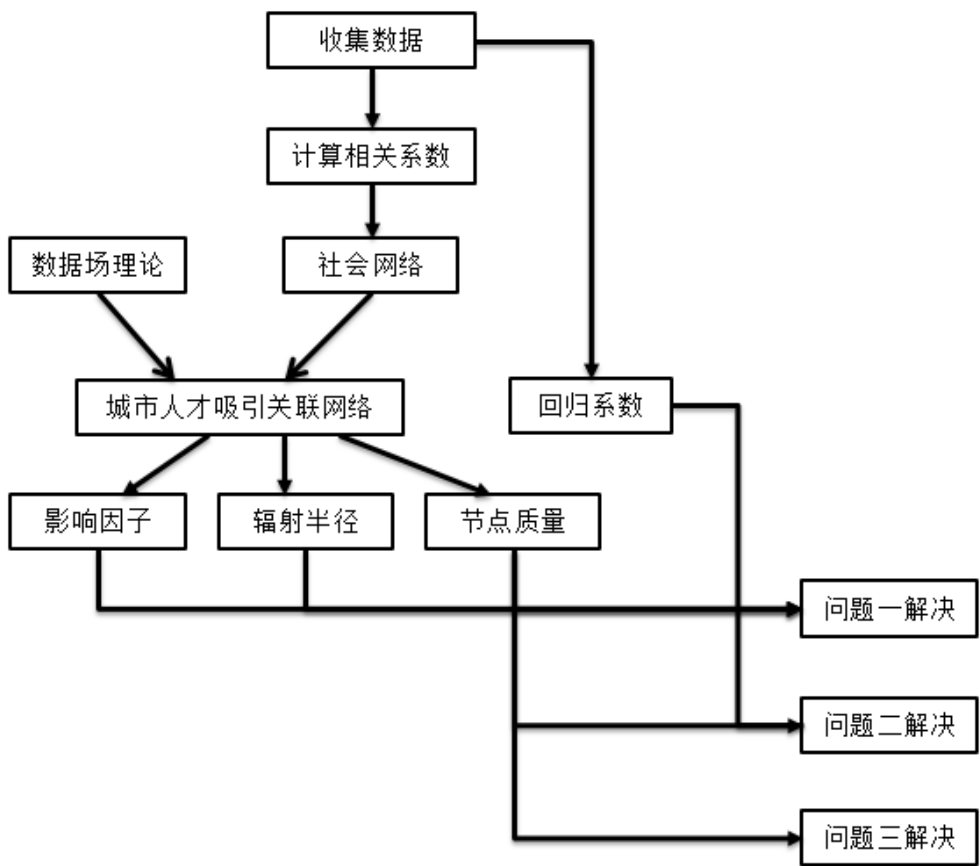 收集数据
计算相关系数
数据场理论
社会网络
城市人才吸引关联网络
回归系数
影响因子
辐射半径
节点质量
问题一解决
问题二解决
问题三解决